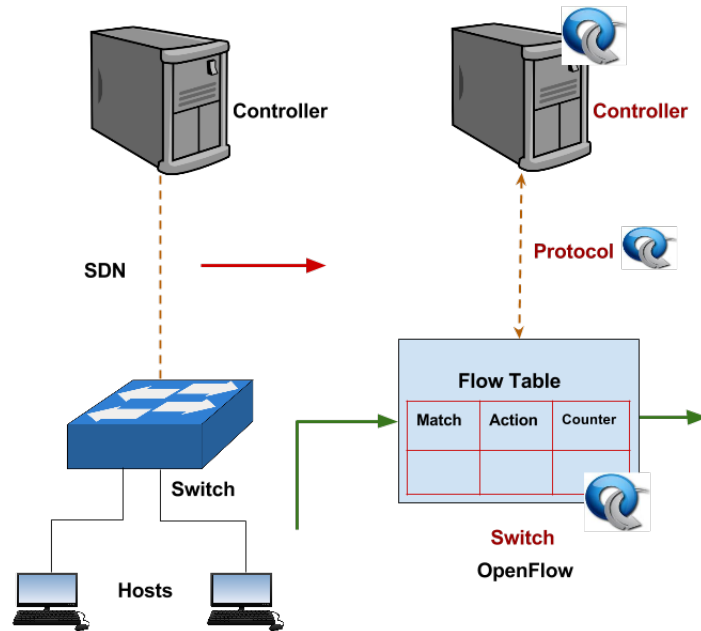 Controller
Controller
SDN
Protocol
Flow Table
Match Action Counter
Switch
Hosts
Switch
OpenFlow